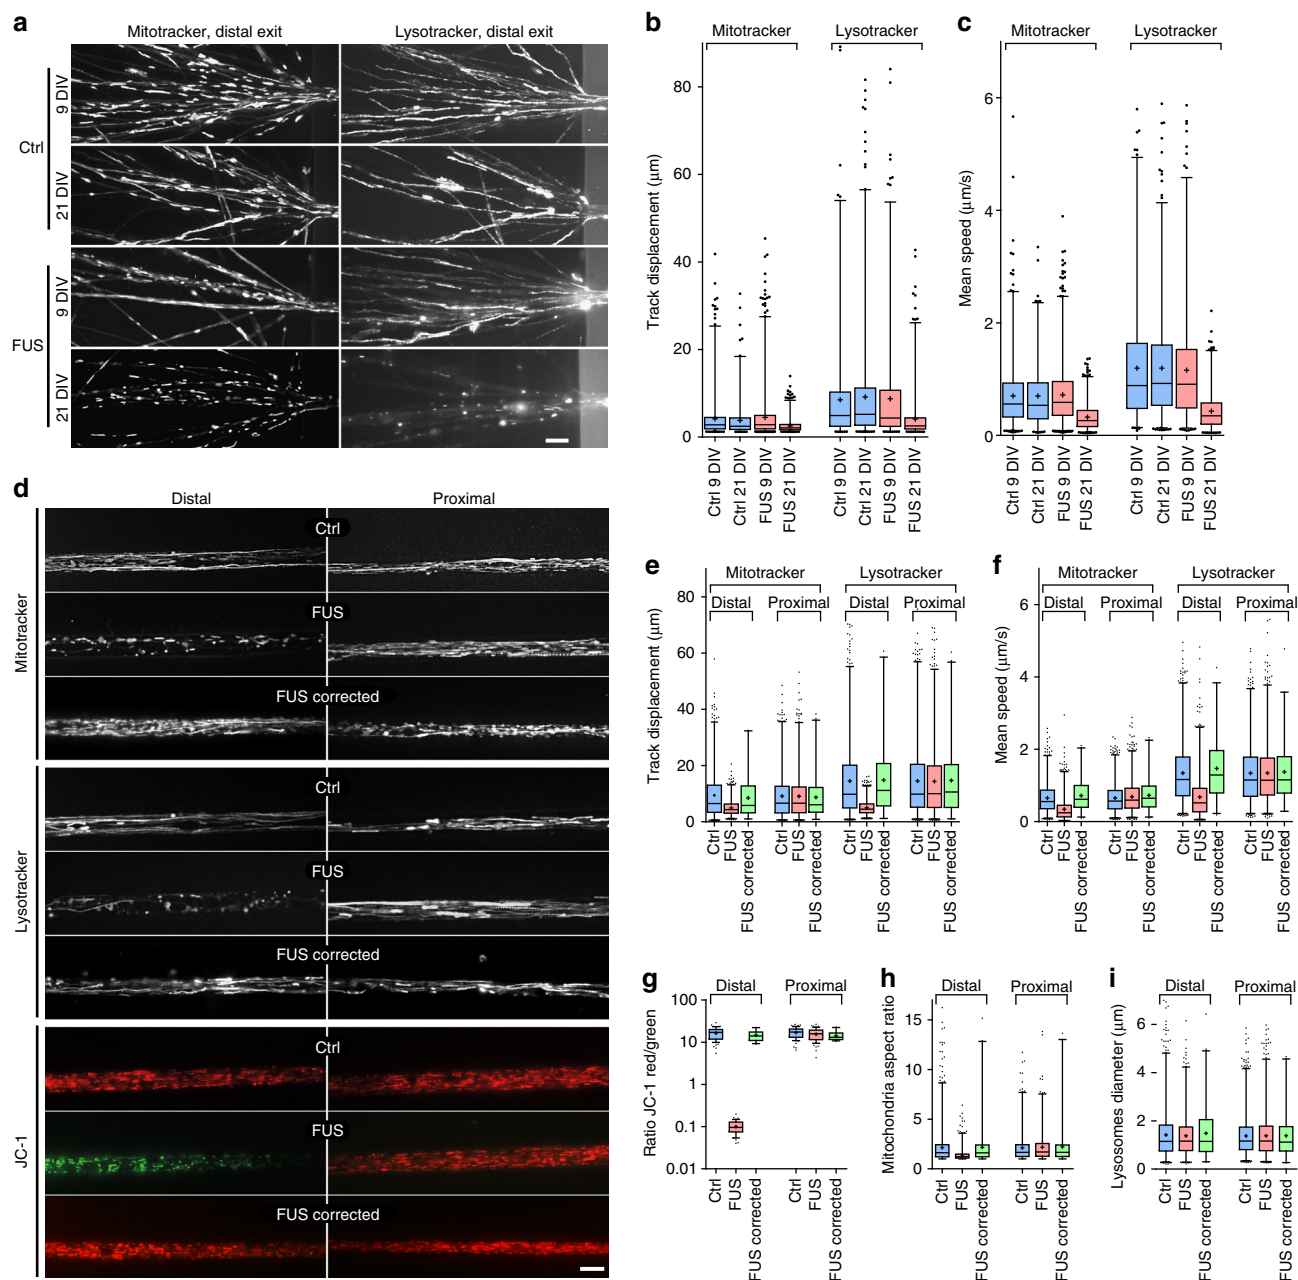 a
Mitotracker, distal exit
Lysotracker, distal exit
Ctrl
9 DIV
21 DIV
FUS
9 DIV
21 DIV
b
Mitotracker
Lysotracker
Track displacement (μm)
80
60
40
20
0
Ctrl 9 DIV
Ctrl 21 DIV
FUS 9 DIV
FUS 21 DIV
Ctrl 9 DIV
Ctrl 21 DIV
FUS 9 DIV
FUS 21 DIV
c
Mitotracker
Lysotracker
Mean speed (μm/s)
6
4
2
0
Ctrl 9 DIV
Ctrl 21 DIV
FUS 9 DIV
FUS 21 DIV
Ctrl 9 DIV
Ctrl 21 DIV
FUS 9 DIV
FUS 21 DIV
d
Distal
Proximal
Mitotracker
Ctrl
FUS
FUS corrected
Lysotracker
Ctrl
FUS
FUS corrected
JC-1
Ctrl
FUS
FUS corrected
e
Mitotracker
Lysotracker
Distal
Proximal
Distal
Proximal
Track displacement (μm)
80
60
40
20
0
Ctrl
FUS
FUS corrected
Ctrl
FUS
FUS corrected
Ctrl
FUS
FUS corrected
Ctrl
FUS
FUS corrected
f
Mitotracker
Lysotracker
Distal
Proximal
Distal
Proximal
Mean speed (μm/s)
6
4
2
0
Ctrl
FUS
FUS corrected
Ctrl
FUS
FUS corrected
Ctrl
FUS
FUS corrected
Ctrl
FUS
FUS corrected
g
Distal
Proximal
Ratio JC-1 red/green
100
10
1
0.1
0.01
Ctrl
FUS
FUS corrected
Ctrl
FUS
FUS corrected
h
Distal
Proximal
Mitochondria aspect ratio
15
10
5
0
Ctrl
FUS
FUS corrected
Ctrl
FUS
FUS corrected
i
Distal
Proximal
Lysosomes diameter (μm)
6
4
2
0
Ctrl
FUS
FUS corrected
Ctrl
FUS
FUS corrected